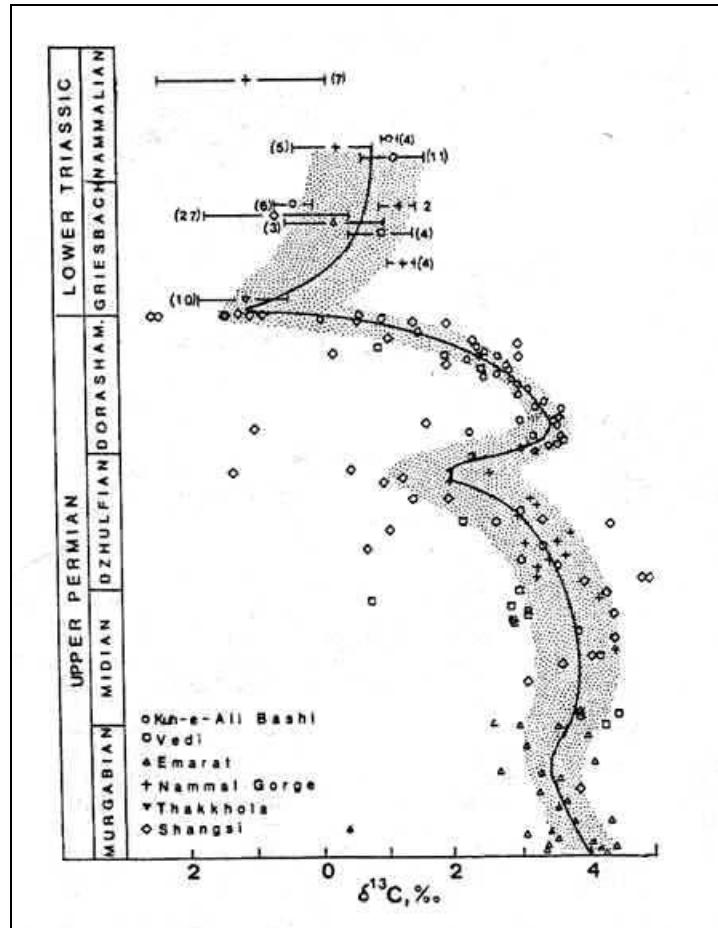 LOWER TRIASSIC
UPPER PERMIAN
NAMMALIAN
GRIESBACH
DORASHAM.
DZHULFIAN
MIDIAN
MURGABIAN
(7)
(4)
(5)
(11)
(6)
2
(27)
(3)
(4)
(4)
(10)
Kuh-e-Ali Bashi
Vedi
Emarat
Nammal Gorge
Thakkhola
Shangsi
2 0 2 4
δ¹³C,‰